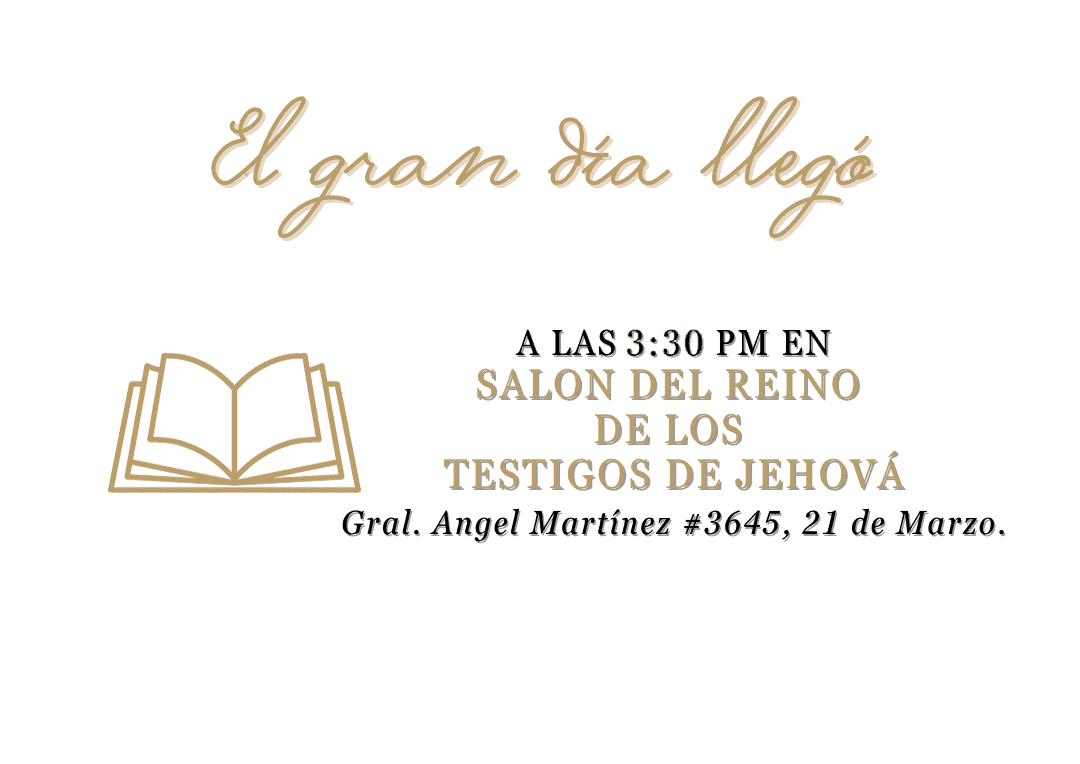 El gran día llegó
A LAS 3:30 PM EN
SALON DEL REINO
DE LOS
TESTIGOS DE JEHOVÁ
Gral. Angel Martínez #3645, 21 de Marzo.